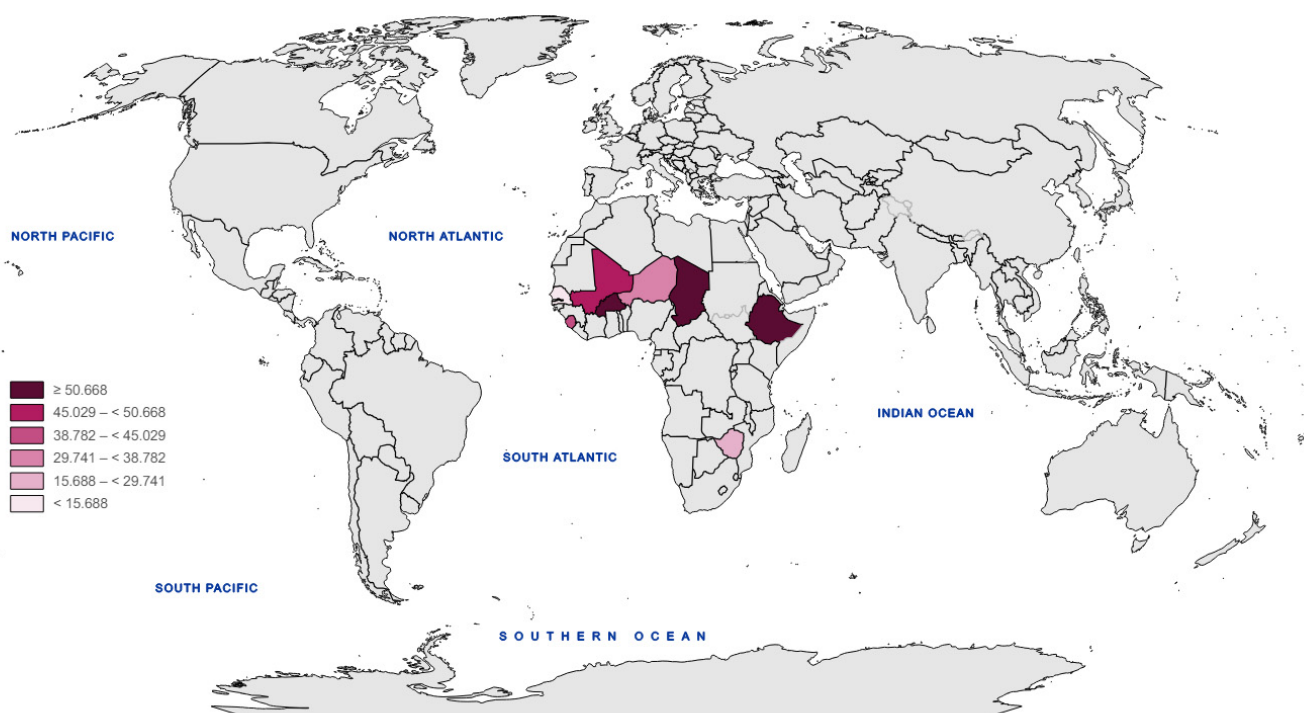 NORTH PACIFIC
NORTH ATLANTIC
≥ 50.668
45.029 – < 50.668
38.782 – < 45.029
29.741 – < 38.782
15.688 – < 29.741
< 15.688
INDIAN OCEAN
SOUTH ATLANTIC
SOUTH PACIFIC
SOUTHERN OCEAN